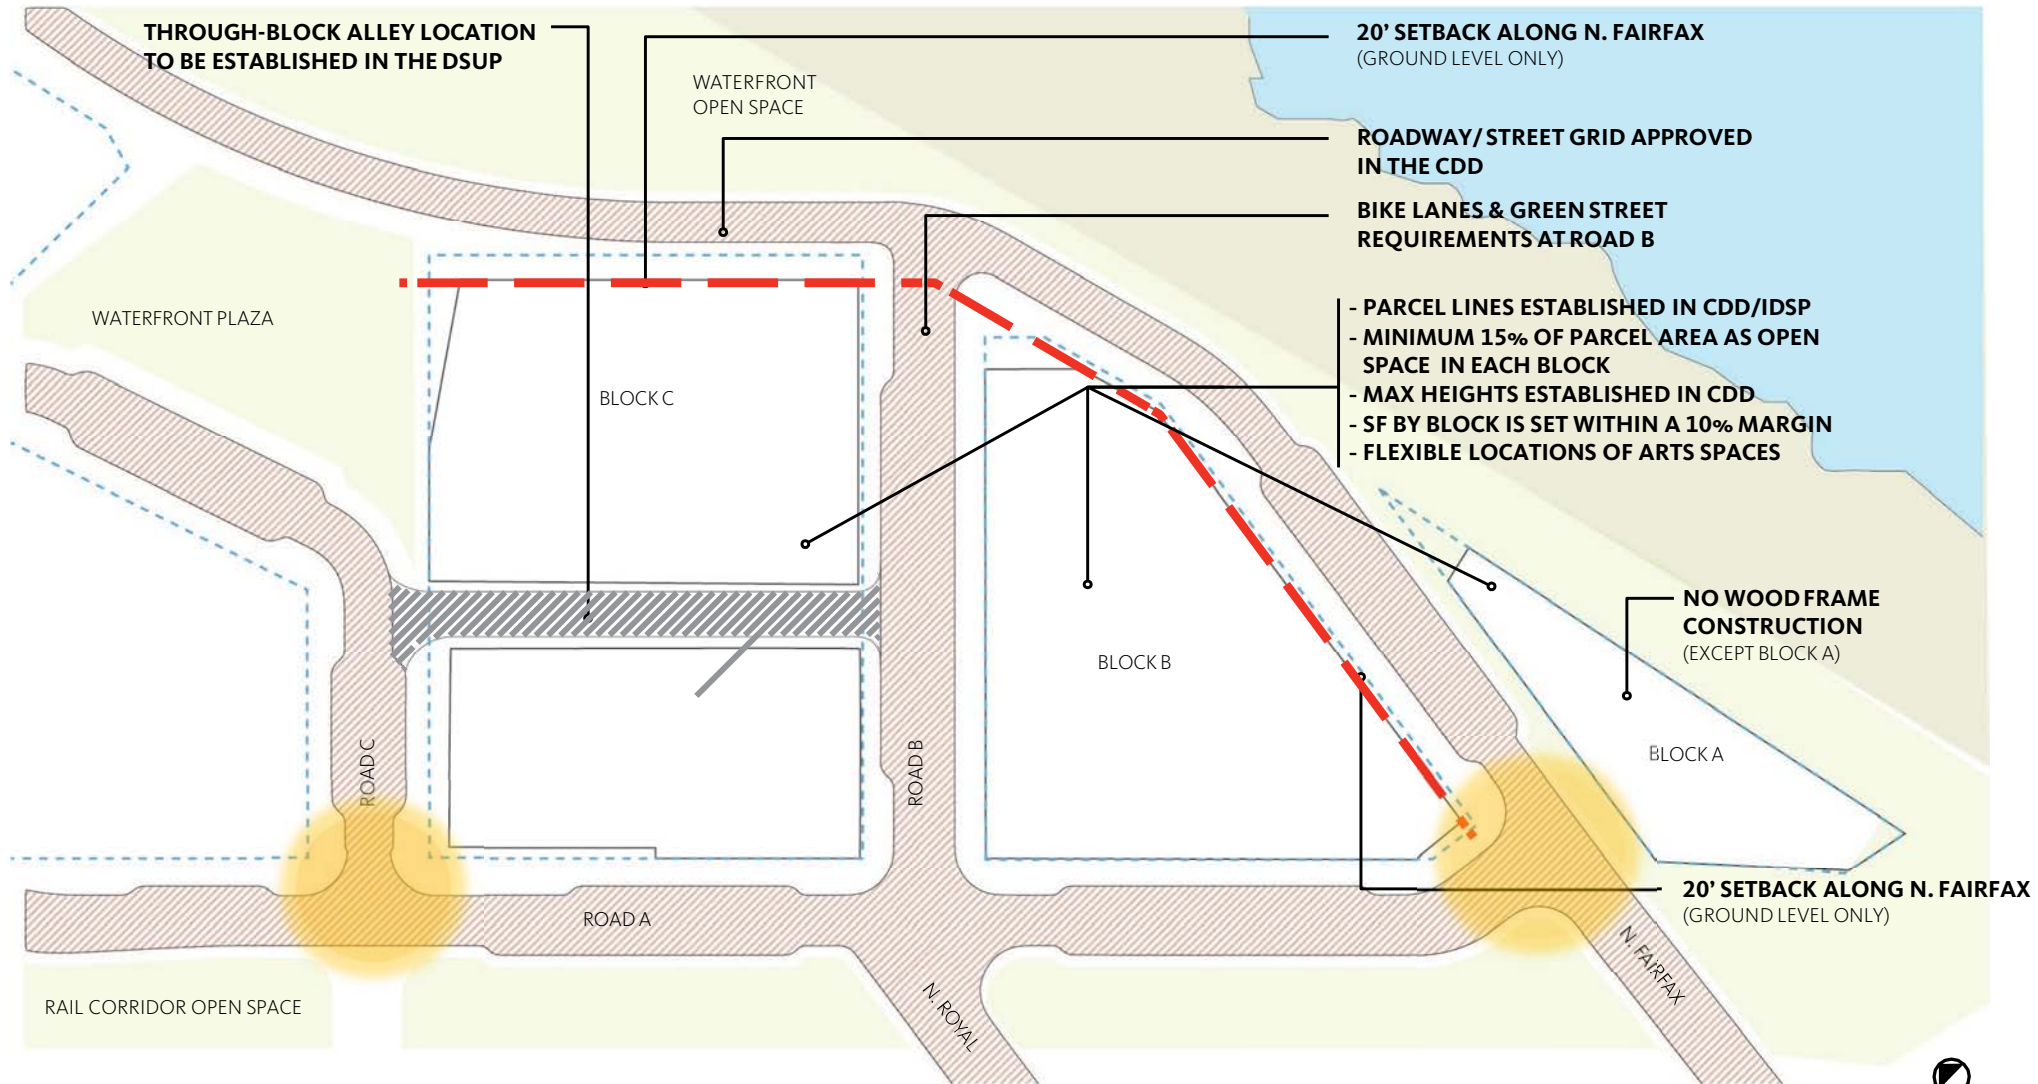 THROUGH-BLOCK ALLEY LOCATION
TO BE ESTABLISHED IN THE DSUP
WATERFRONT
OPEN SPACE
20' SETBACK ALONG N. FAIRFAX
(GROUND LEVEL ONLY)
ROADWAY/ STREET GRID APPROVED
IN THE CDD
BIKE LANES & GREEN STREET
REQUIREMENTS AT ROAD B
- PARCEL LINES ESTABLISHED IN CDD/IDSP
- MINIMUM 15% OF PARCEL AREA AS OPEN
SPACE IN EACH BLOCK
- MAX HEIGHTS ESTABLISHED IN CDD
- SF BY BLOCK IS SET WITHIN A 10% MARGIN
- FLEXIBLE LOCATIONS OF ARTS SPACES
WATERFRONT PLAZA
BLOCK C
NO WOOD FRAME
CONSTRUCTION
(EXCEPT BLOCK A)
BLOCK B
BLOCK A
ROAD C
ROAD B
20' SETBACK ALONG N. FAIRFAX
(GROUND LEVEL ONLY)
ROAD A
N. FAIRFAX
RAIL CORRIDOR OPEN SPACE
N. ROYAL